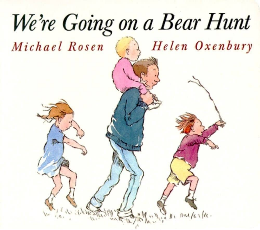 We're Going on a Bear Hunt
Michael Rosen Helen Oxenbury